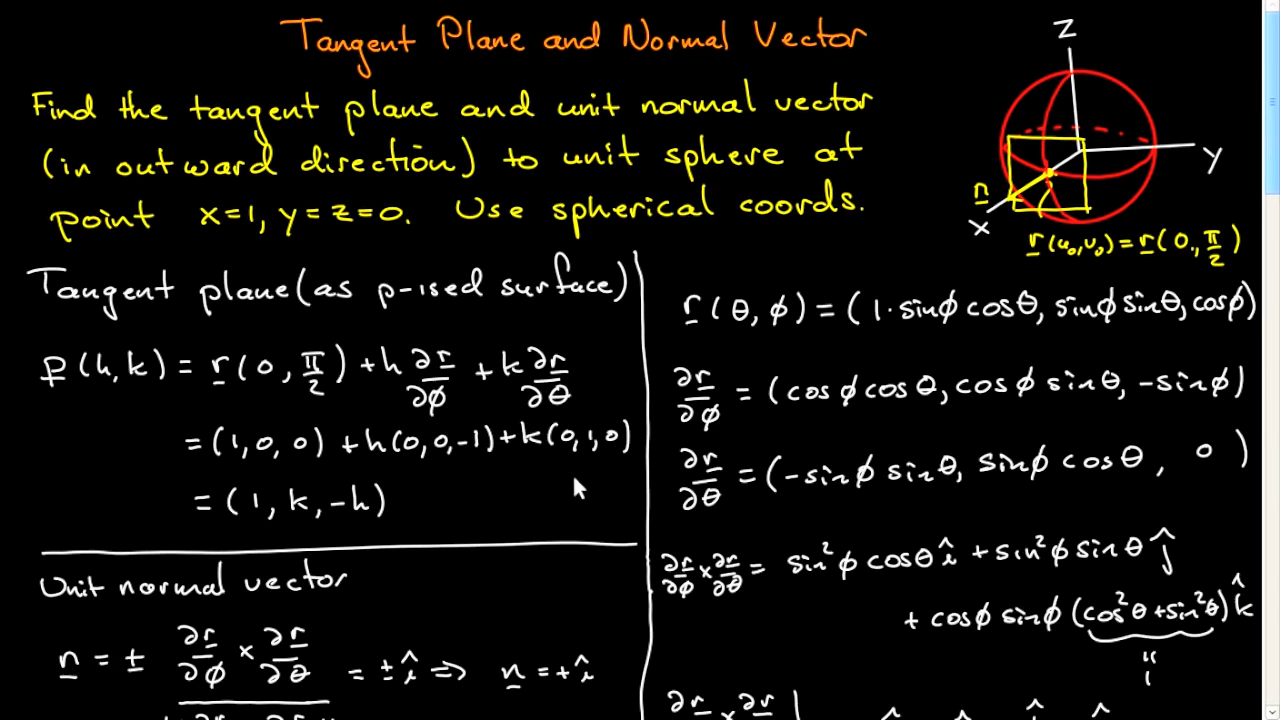 Tangent Plane and Normal Vector
Find the tangent plane and unit normal vector
(in outward direction) to unit sphere at
point x=1, y=z=0. Use spherical coords.
Z
Y
n
X
r(u₀,v₀)=r(0,π/2)
Tangent plane (as p-ised surface)
p(h,k) = r(0,π/2) + h ∂r/∂φ + k ∂r/∂θ
= (1,0,0) + h(0,0,-1) + k(0,1,0)
= (1, k, -h)
Unit normal vector
n = ± ∂r/∂φ × ∂r/∂θ = ± î ⇒ n = + î
r(θ,φ) = (1·sinφ cosθ, sinφ sinθ, cosφ)
∂r/∂φ = (cosφ cosθ, cosφ sinθ, -sinφ)
∂r/∂θ = (-sinφ sinθ, sinφ cosθ, 0)
∂r/∂φ × ∂r/∂θ = sin²φ cosθ î + sin²φ sinθ ĵ
+ cosφ sinφ (cos²θ + sin²θ) k̂
"
1